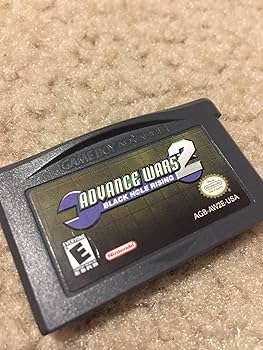 GAME BOY ADVANCE
ADVANCE WARS 2
BLACK HOLE RISING
E
Nintendo
AGB-AW2E-USA